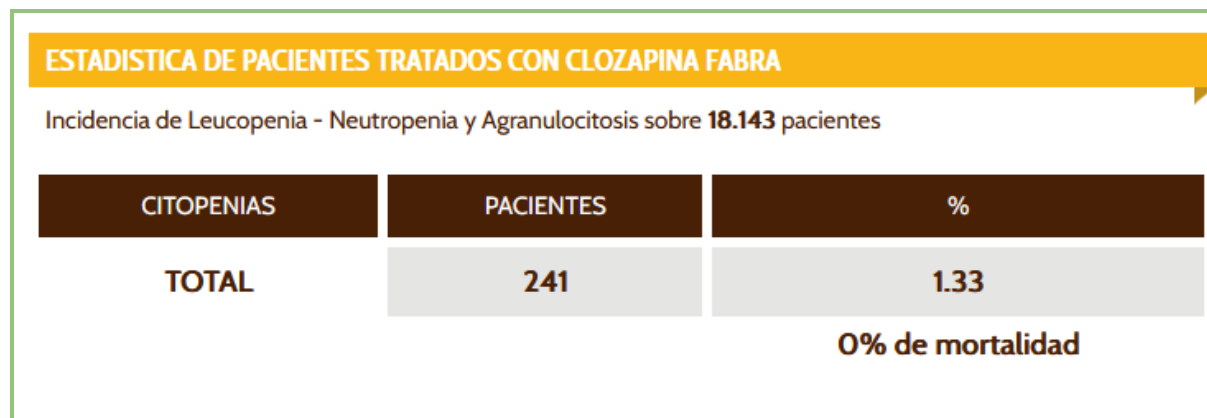 ESTADISTICA DE PACIENTES TRATADOS CON CLOZAPINA FABRA
Incidencia de Leucopenia - Neutropenia y Agranulocitosis sobre 18.143 pacientes
CITOPENIAS PACIENTES %
TOTAL 241 1.33
0% de mortalidad